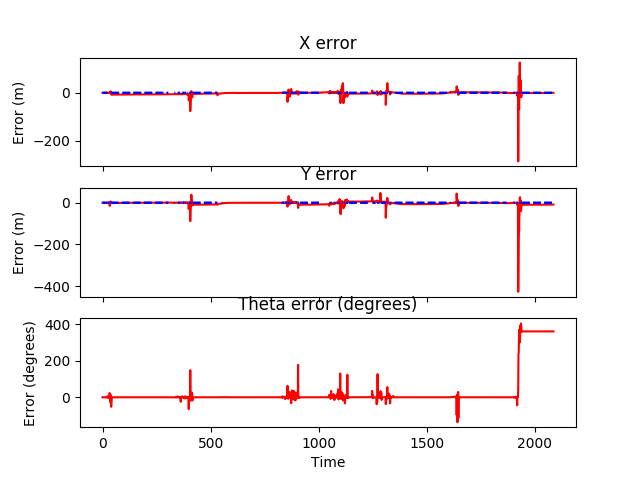 X error
Error (m)
0
−200
Y error
Error (m)
0
−200
−400
Theta error (degrees)
Error (degrees)
400
200
0
0
500
1000
1500
2000
Time